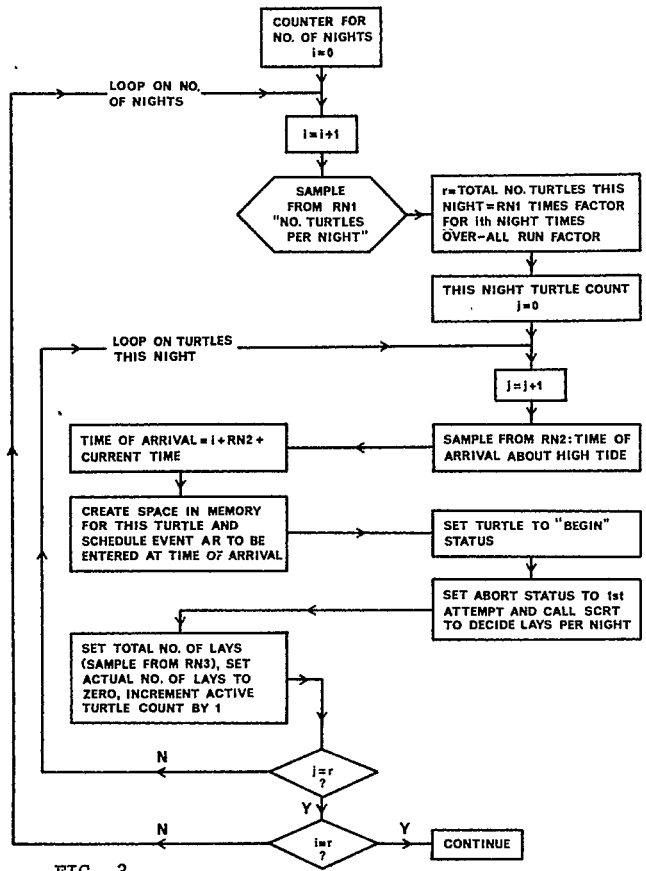 COUNTER FOR
NO. OF NIGHTS
i=0
LOOP ON NO.
OF NIGHTS
i=i+1
SAMPLE
FROM RN1
"NO. TURTLES
PER NIGHT"
r=TOTAL NO. TURTLES THIS
NIGHT=RN1 TIMES FACTOR
FOR ith NIGHT TIMES
OVER-ALL RUN FACTOR
THIS NIGHT TURTLE COUNT
j=0
LOOP ON TURTLES
THIS NIGHT
j=j+1
SAMPLE FROM RN2: TIME OF
ARRIVAL ABOUT HIGH TIDE
TIME OF ARRIVAL = i+RN2+
CURRENT TIME
CREATE SPACE IN MEMORY
FOR THIS TURTLE AND
SCHEDULE EVENT AR TO BE
ENTERED AT TIME OF ARRIVAL
SET TURTLE TO "BEGIN"
STATUS
SET ABORT STATUS TO 1st
ATTEMPT AND CALL SCRT
TO DECIDE LAYS PER NIGHT
SET TOTAL NO. OF LAYS
(SAMPLE FROM RN3), SET
ACTUAL NO. OF LAYS TO
ZERO, INCREMENT ACTIVE
TURTLE COUNT BY 1
N
j=r
?
Y
N
i=r
?
Y
CONTINUE
FIG. 3